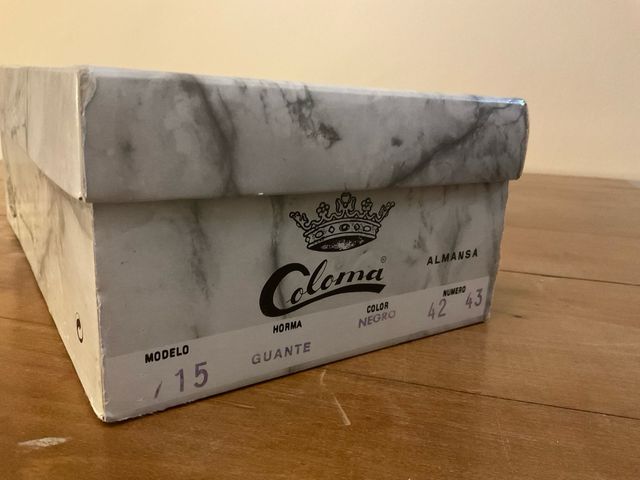 Coloma®
ALMANSA
MODELO HORMA COLOR NUMERO
15 GUANTE NEGRO 42 43